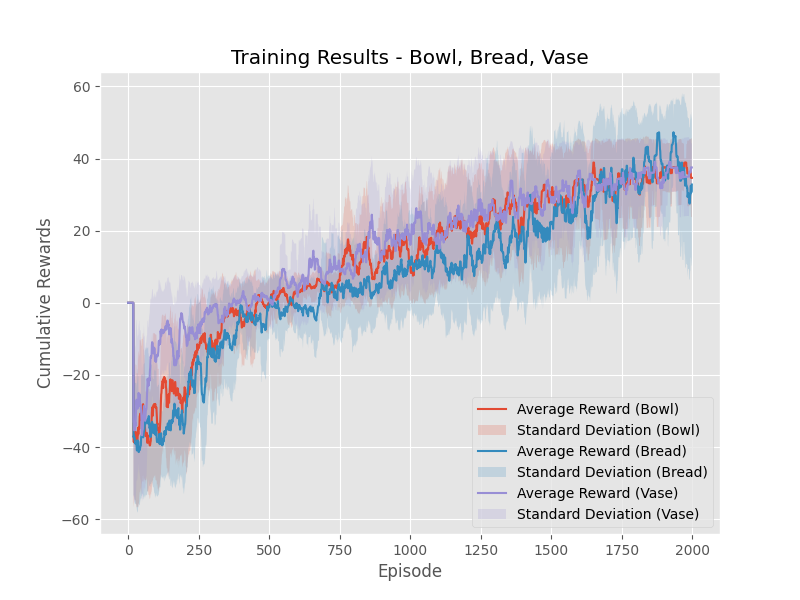 Training Results - Bowl, Bread, Vase
60
40
20
0
−20
−40
−60
Cumulative Rewards
Average Reward (Bowl)
Standard Deviation (Bowl)
Average Reward (Bread)
Standard Deviation (Bread)
Average Reward (Vase)
Standard Deviation (Vase)
0 250 500 750 1000 1250 1500 1750 2000
Episode